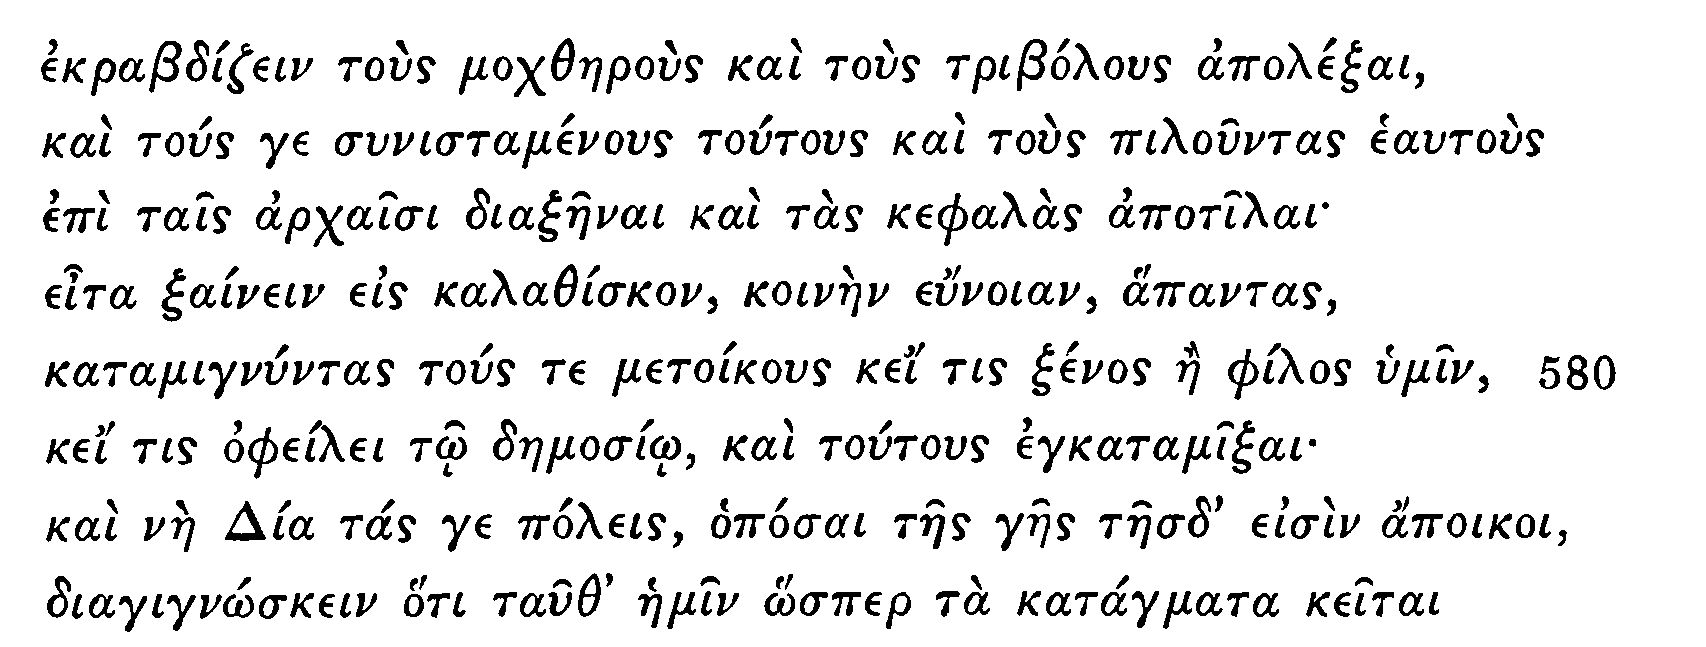 ἐκραβδίζειν τοὺς μοχθηροὺς καὶ τοὺς τριβόλους ἀπολέξαι,
καὶ τούς γε συνισταμένους τούτους καὶ τοὺς πιλοῦντας ἑαυτοὺς
ἐπὶ ταῖς ἀρχαῖσι διαξῆναι καὶ τὰς κεφαλὰς ἀποτῖλαι·
εἶτα ξαίνειν εἰς καλαθίσκον, κοινὴν εὔνοιαν, ἅπαντας,
καταμιγνύντας τούς τε μετοίκους κεἴ τις ξένος ἢ φίλος ὑμῖν, 580
κεἴ τις ὀφείλει τῷ δημοσίῳ, καὶ τούτους ἐγκαταμῖξαι·
καὶ νὴ Δία τάς γε πόλεις, ὁπόσαι τῆς γῆς τῆσδ’ εἰσὶν ἄποικοι,
διαγιγνώσκειν ὅτι ταῦθ’ ἡμῖν ὥσπερ τὰ κατάγματα κεῖται